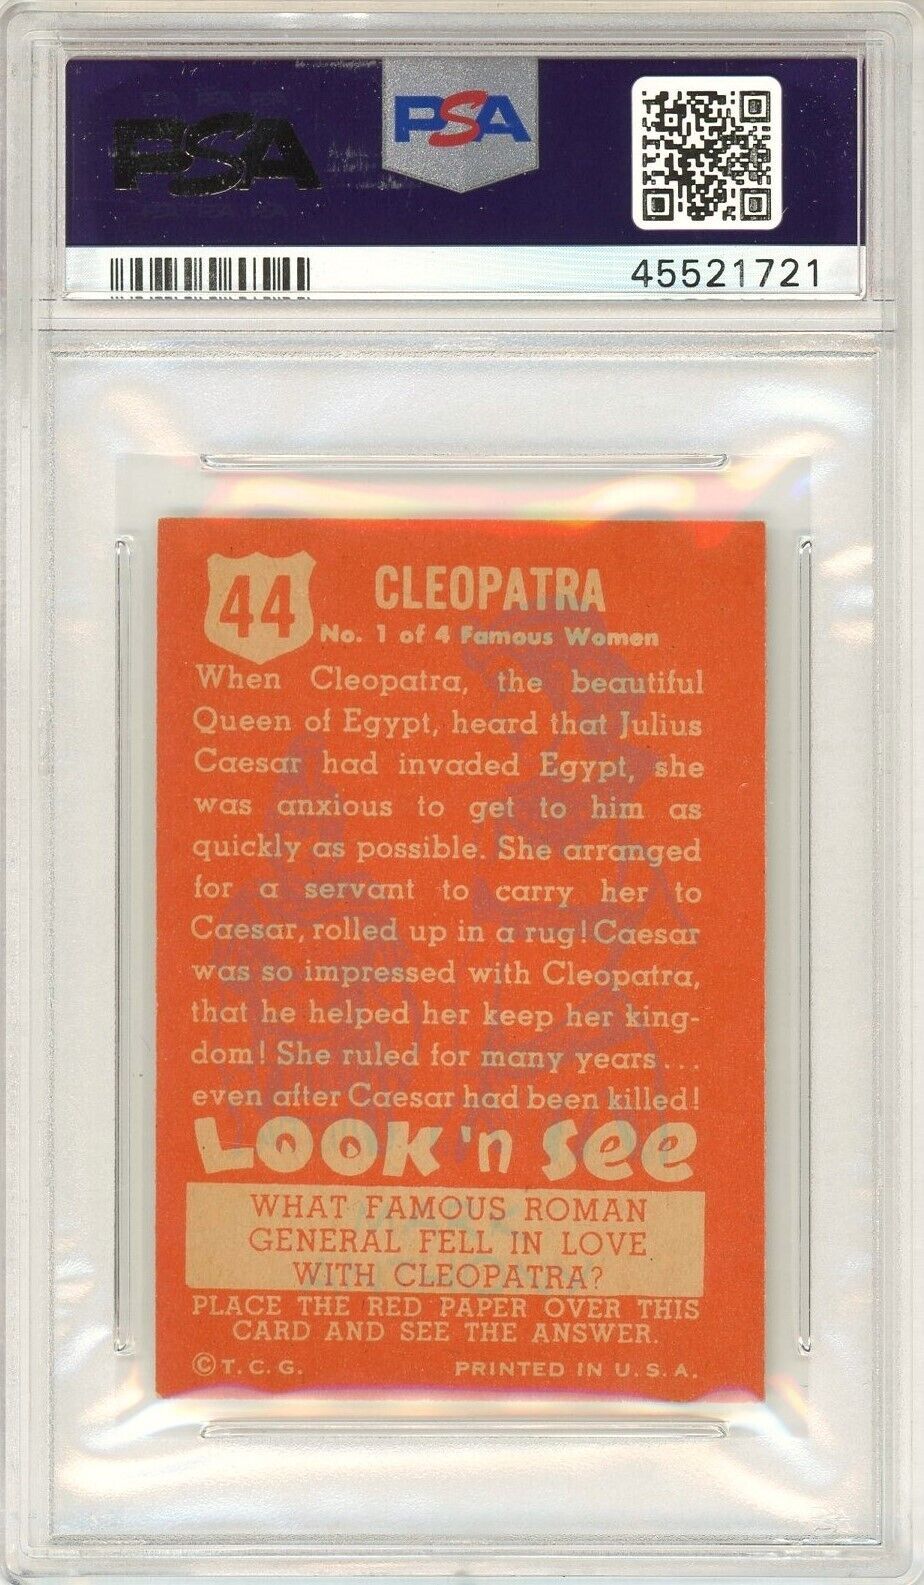 PSA
PSA
45521721
44
CLEOPATRA
No. 1 of 4 Famous Women
When Cleopatra, the beautiful
Queen of Egypt, heard that Julius
Caesar had invaded Egypt, she
was anxious to get to him as
quickly as possible. She arranged
for a servant to carry her to
Caesar, rolled up in a rug! Caesar
was so impressed with Cleopatra,
that he helped her keep her king-
dom! She ruled for many years...
even after Caesar had been killed!
LOOK 'n SEE
WHAT FAMOUS ROMAN
GENERAL FELL IN LOVE
WITH CLEOPATRA?
PLACE THE RED PAPER OVER THIS
CARD AND SEE THE ANSWER.
©T.C.G. PRINTED IN U.S.A.